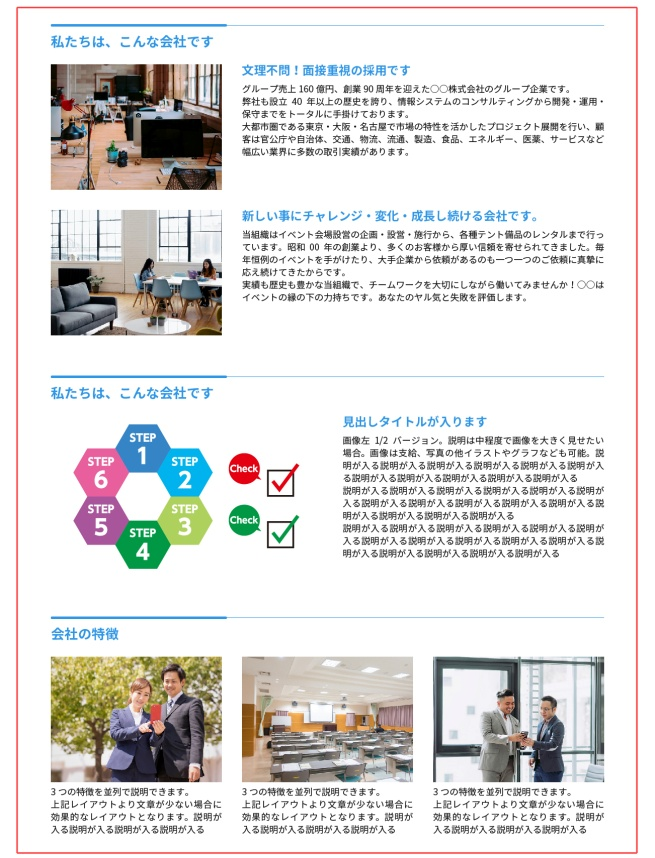 私たちは、こんな会社です
文理不問！面接重視の採用です
グループ売上 160 億円、創業 90 周年を迎えた〇〇株式会社のグループ企業です。
弊社も設立 40 年以上の歴史を誇り、情報システムのコンサルティングから開発・運用・
保守までをトータルに手掛けております。
大都市圏である東京・大阪・名古屋で市場の特性を活かしたプロジェクト展開を行い、顧
客は官公庁や自治体、交通、物流、流通、製造、食品、エネルギー、医薬、サービスなど
幅広い業界に多数の取引実績があります。
新しい事にチャレンジ・変化・成長し続ける会社です。
当組織はイベント会場設営の企画・設営・施行から、各種テント備品のレンタルまで行っ
ています。昭和 00 年の創業より、多くのお客様から厚い信頼を寄せられてきました。毎
年恒例のイベントを手がけたり、大手企業から依頼があるのも一つ一つのご依頼に真摯に
応え続けてきたからです。
実績も歴史も豊かな当組織で、チームワークを大切にしながら働いてみませんか！〇〇は
イベントの縁の下の力持ちです。あなたのヤル気と失敗を評価します。
私たちは、こんな会社です
STEP
1
STEP
2
STEP
3
STEP
4
STEP
5
STEP
6
Check
Check
見出しタイトルが入ります
画像左 1/2 バージョン。説明は中程度で画像を大きく見せたい
場合。画像は支給、写真の他イラストやグラフなども可能。説
明が入る説明が入る説明が入る説明が入る説明が入る説明が入
る説明が入る説明が入る説明が入る説明が入る説明が入る
説明が入る説明が入る説明が入る説明が入る説明が入る説明が
入る説明が入る説明が入る説明が入る説明が入る説明が入る説
明が入る説明が入る説明が入る説明が入る
説明が入る説明が入る説明が入る説明が入る説明が入る説明が
入る説明が入る説明が入る説明が入る説明が入る説明が入る説
明が入る説明が入る説明が入る説明が入る説明が入る
会社の特徴
3 つの特徴を並列で説明できます。
上記レイアウトより文章が少ない場合に
効果的なレイアウトとなります。説明が
入る説明が入る説明が入る説明が入る
3 つの特徴を並列で説明できます。
上記レイアウトより文章が少ない場合に
効果的なレイアウトとなります。説明が
入る説明が入る説明が入る説明が入る
3 つの特徴を並列で説明できます。
上記レイアウトより文章が少ない場合に
効果的なレイアウトとなります。説明が
入る説明が入る説明が入る説明が入る